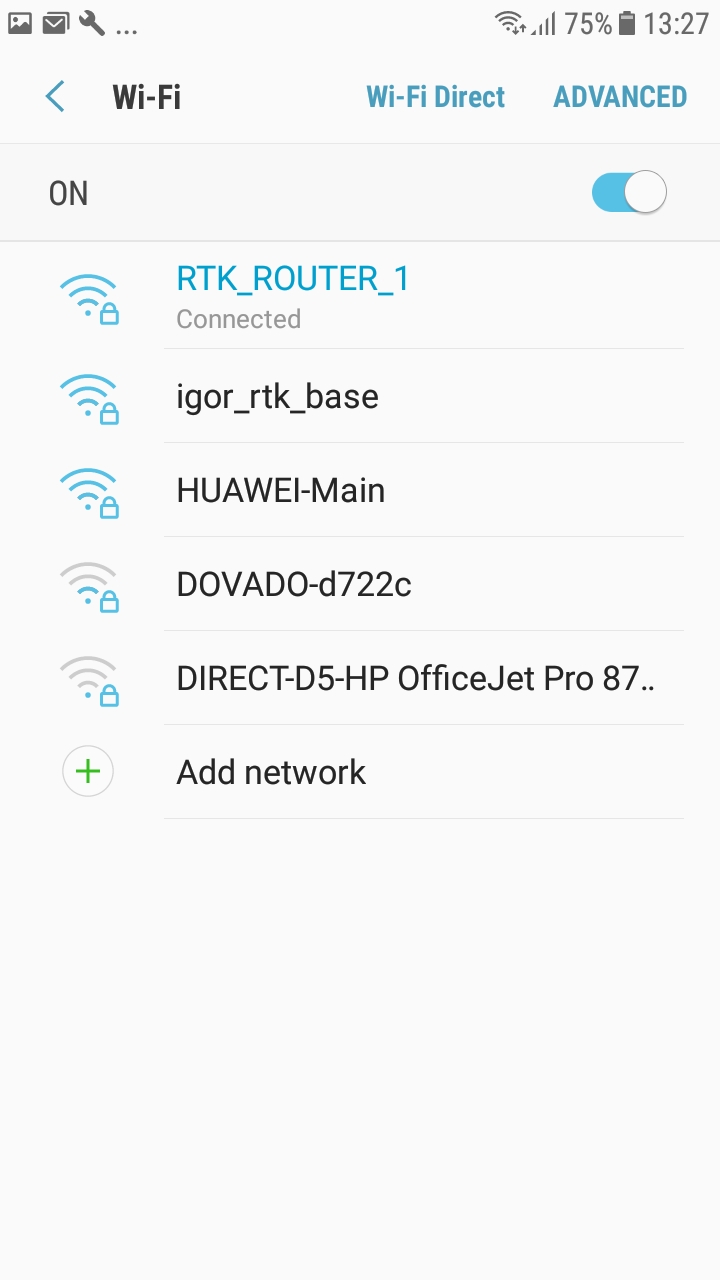 ... 75% 13:27
Wi-Fi Wi-Fi Direct ADVANCED
ON
RTK_ROUTER_1
Connected
igor_rtk_base
HUAWEI-Main
DOVADO-d722c
DIRECT-D5-HP OfficeJet Pro 87..
Add network